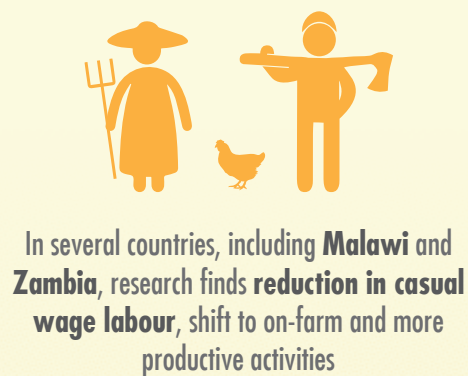 In several countries, including Malawi and
Zambia, research finds reduction in casual
wage labour, shift to on-farm and more
productive activities